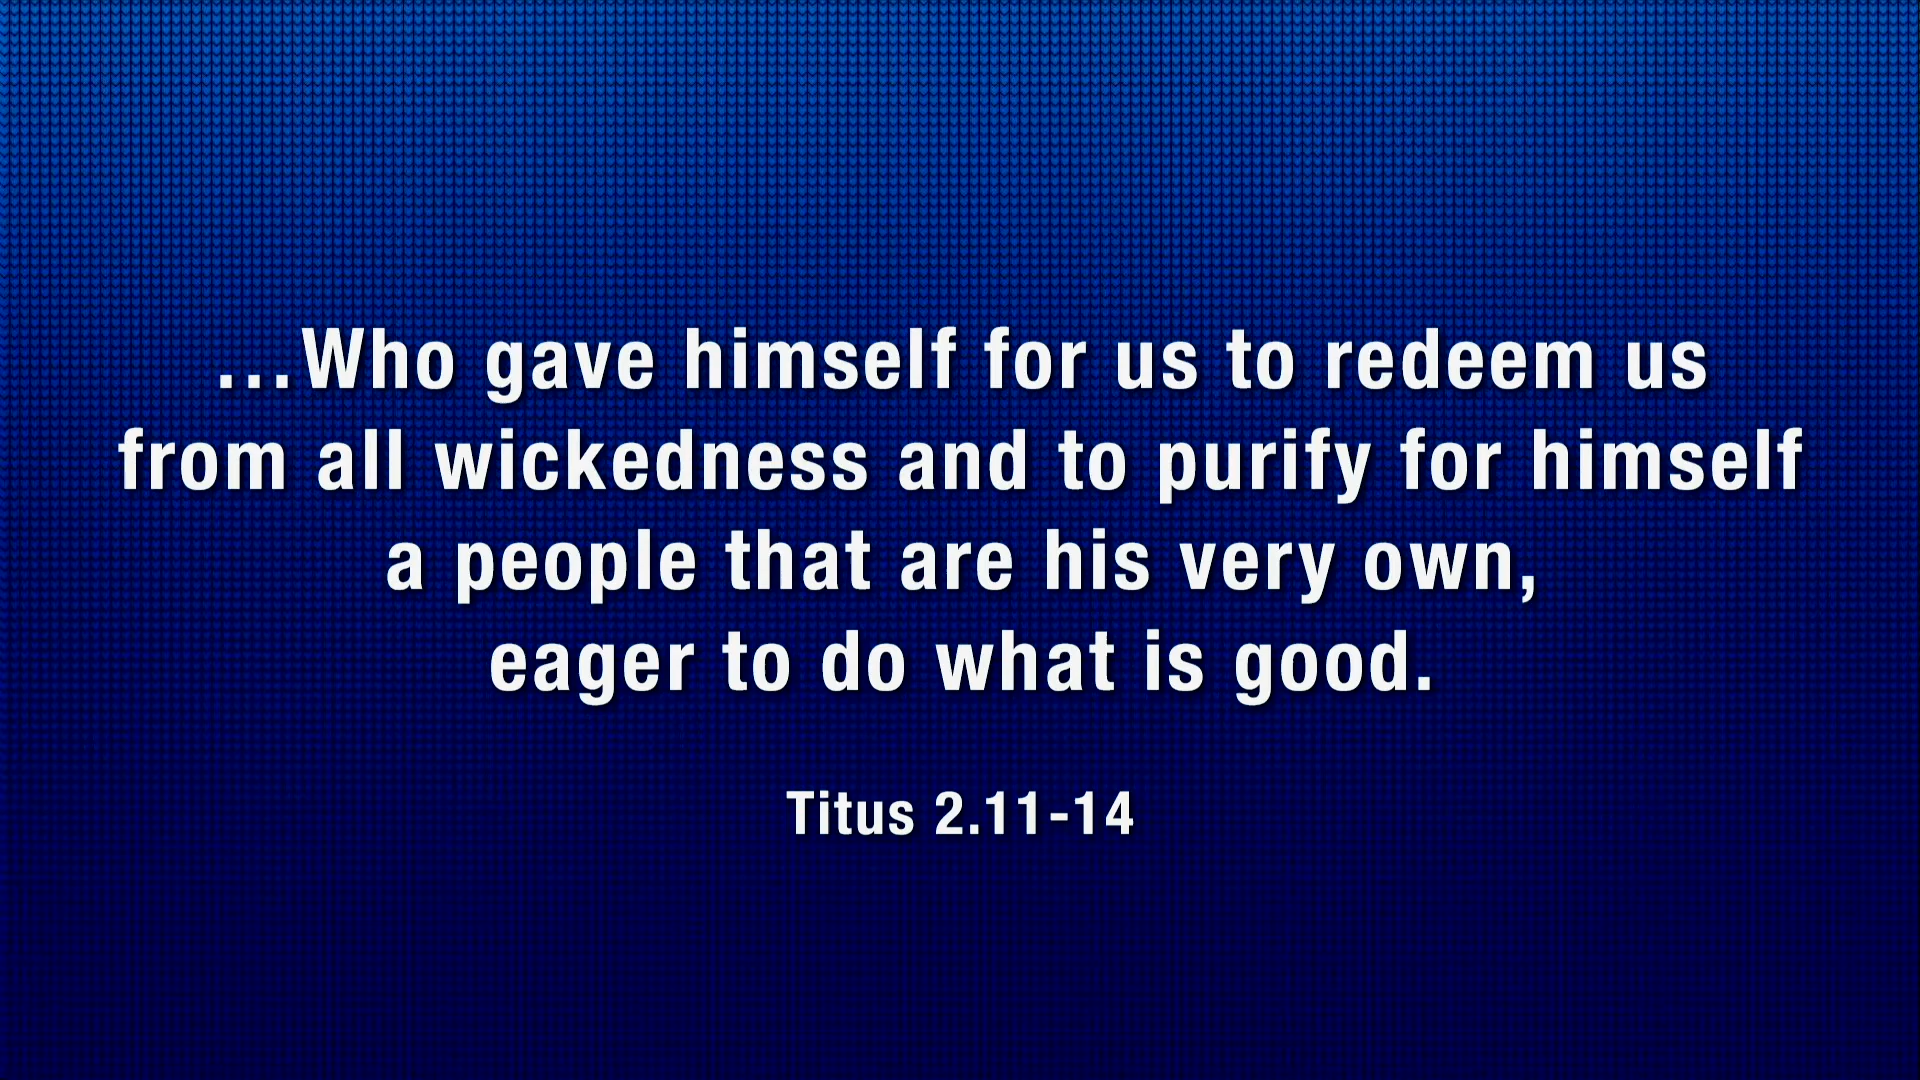 ...Who gave himself for us to redeem us
from all wickedness and to purify for himself
a people that are his very own,
eager to do what is good.
Titus 2.11-14